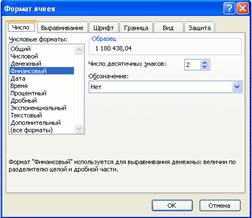 Формат ячеек
Число Выравнивание Шрифт Граница Вид Защита
Числовые форматы:
Общий
Числовой
Денежный
Финансовый
Дата
Время
Процентный
Дробный
Экспоненциальный
Текстовый
Дополнительный
(все форматы)
Образец
1 180 438,04
Число десятичных знаков: 2
Обозначение:
Нет
Формат "Финансовый" используется для выравнивания денежных величин по
разделителю целой и дробной части.
ОК Отмена